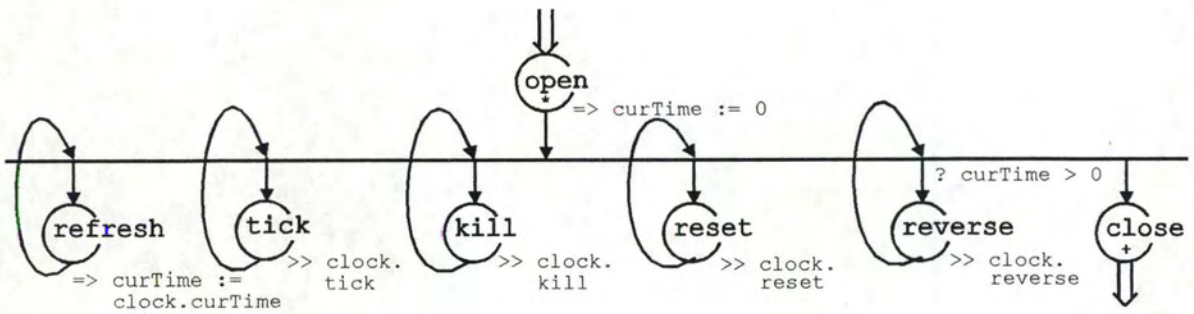 open
*
=> curTime := 0
? curTime > 0
refresh
tick
kill
reset
reverse
close
+
=> curTime :=
clock.curTime
>> clock.
tick
>> clock.
kill
>> clock.
reset
>> clock.
reverse